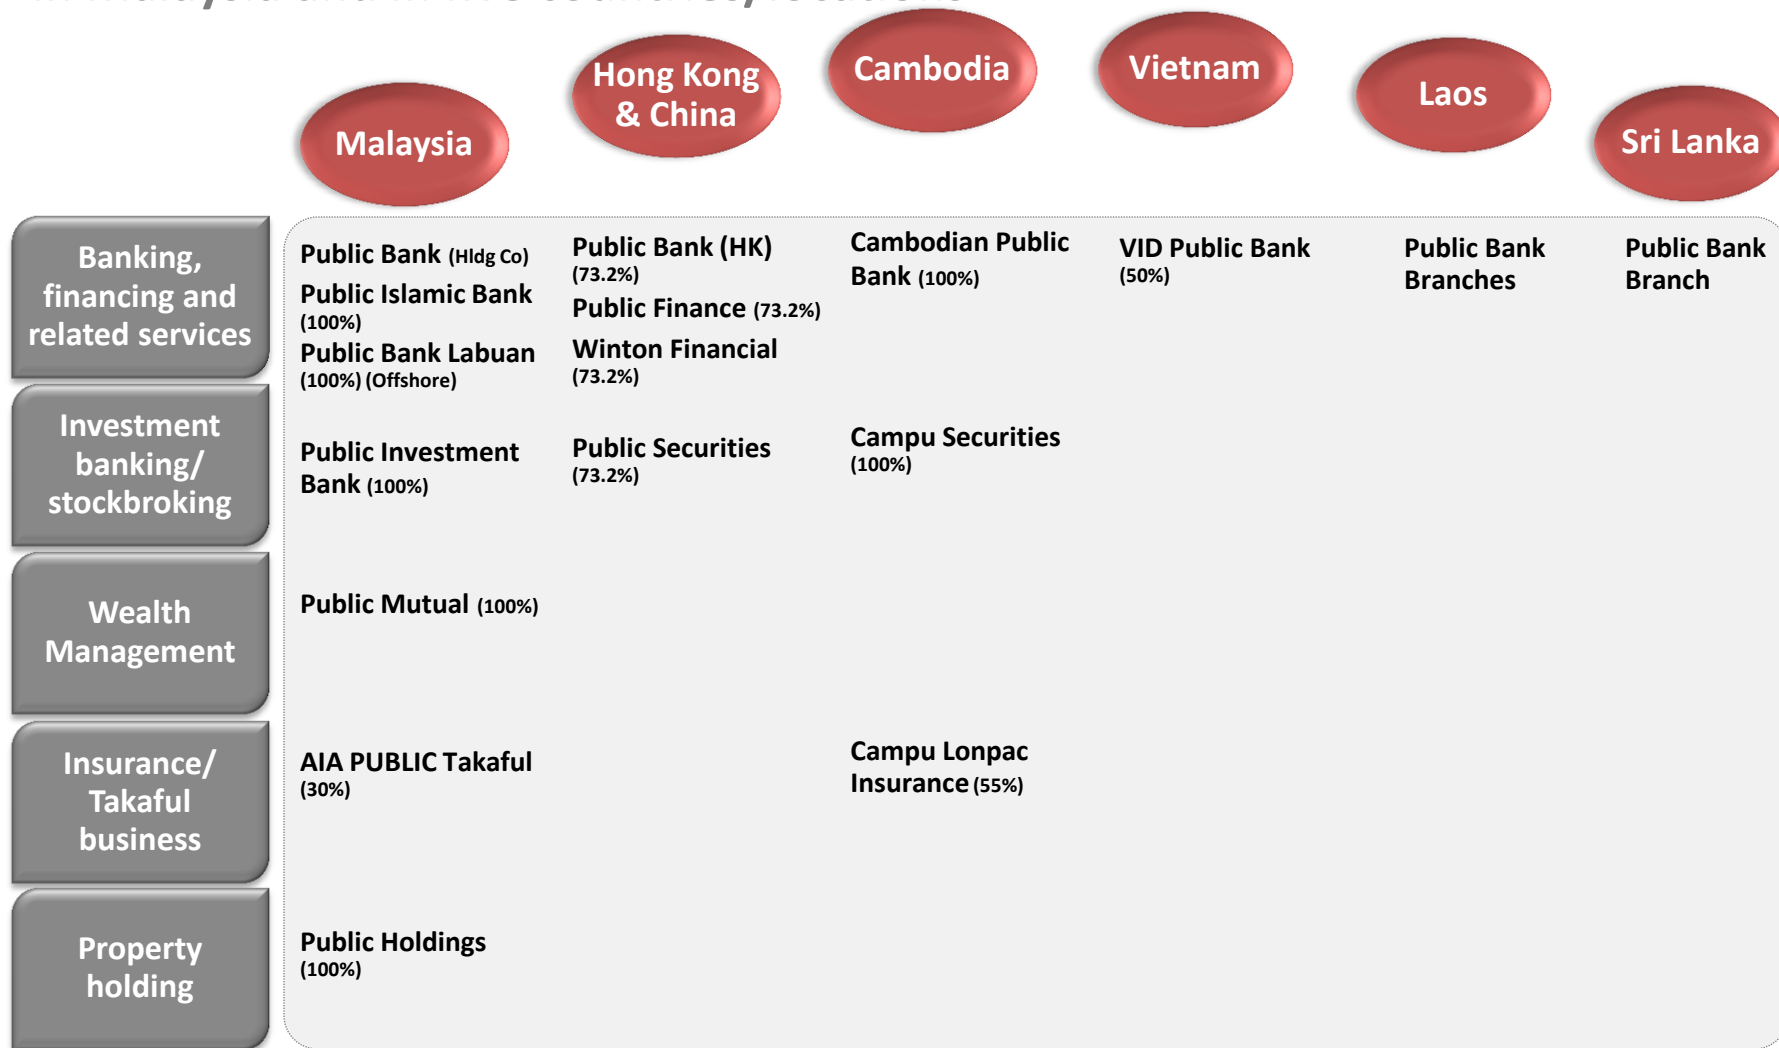 Malaysia
Hong Kong
& China
Cambodia
Vietnam
Laos
Sri Lanka
Banking,
financing and
related services
Public Bank (Hldg Co)
Public Islamic Bank
(100%)
Public Bank Labuan
(100%) (Offshore)
Public Bank (HK)
(73.2%)
Public Finance (73.2%)
Winton Financial
(73.2%)
Cambodian Public
Bank (100%)
VID Public Bank
(50%)
Public Bank
Branches
Public Bank
Branch
Investment
banking/
stockbroking
Public Investment
Bank (100%)
Public Securities
(73.2%)
Campu Securities
(100%)
Wealth
Management
Public Mutual (100%)
Insurance/
Takaful
business
AIA PUBLIC Takaful
(30%)
Campu Lonpac
Insurance (55%)
Property
holding
Public Holdings
(100%)